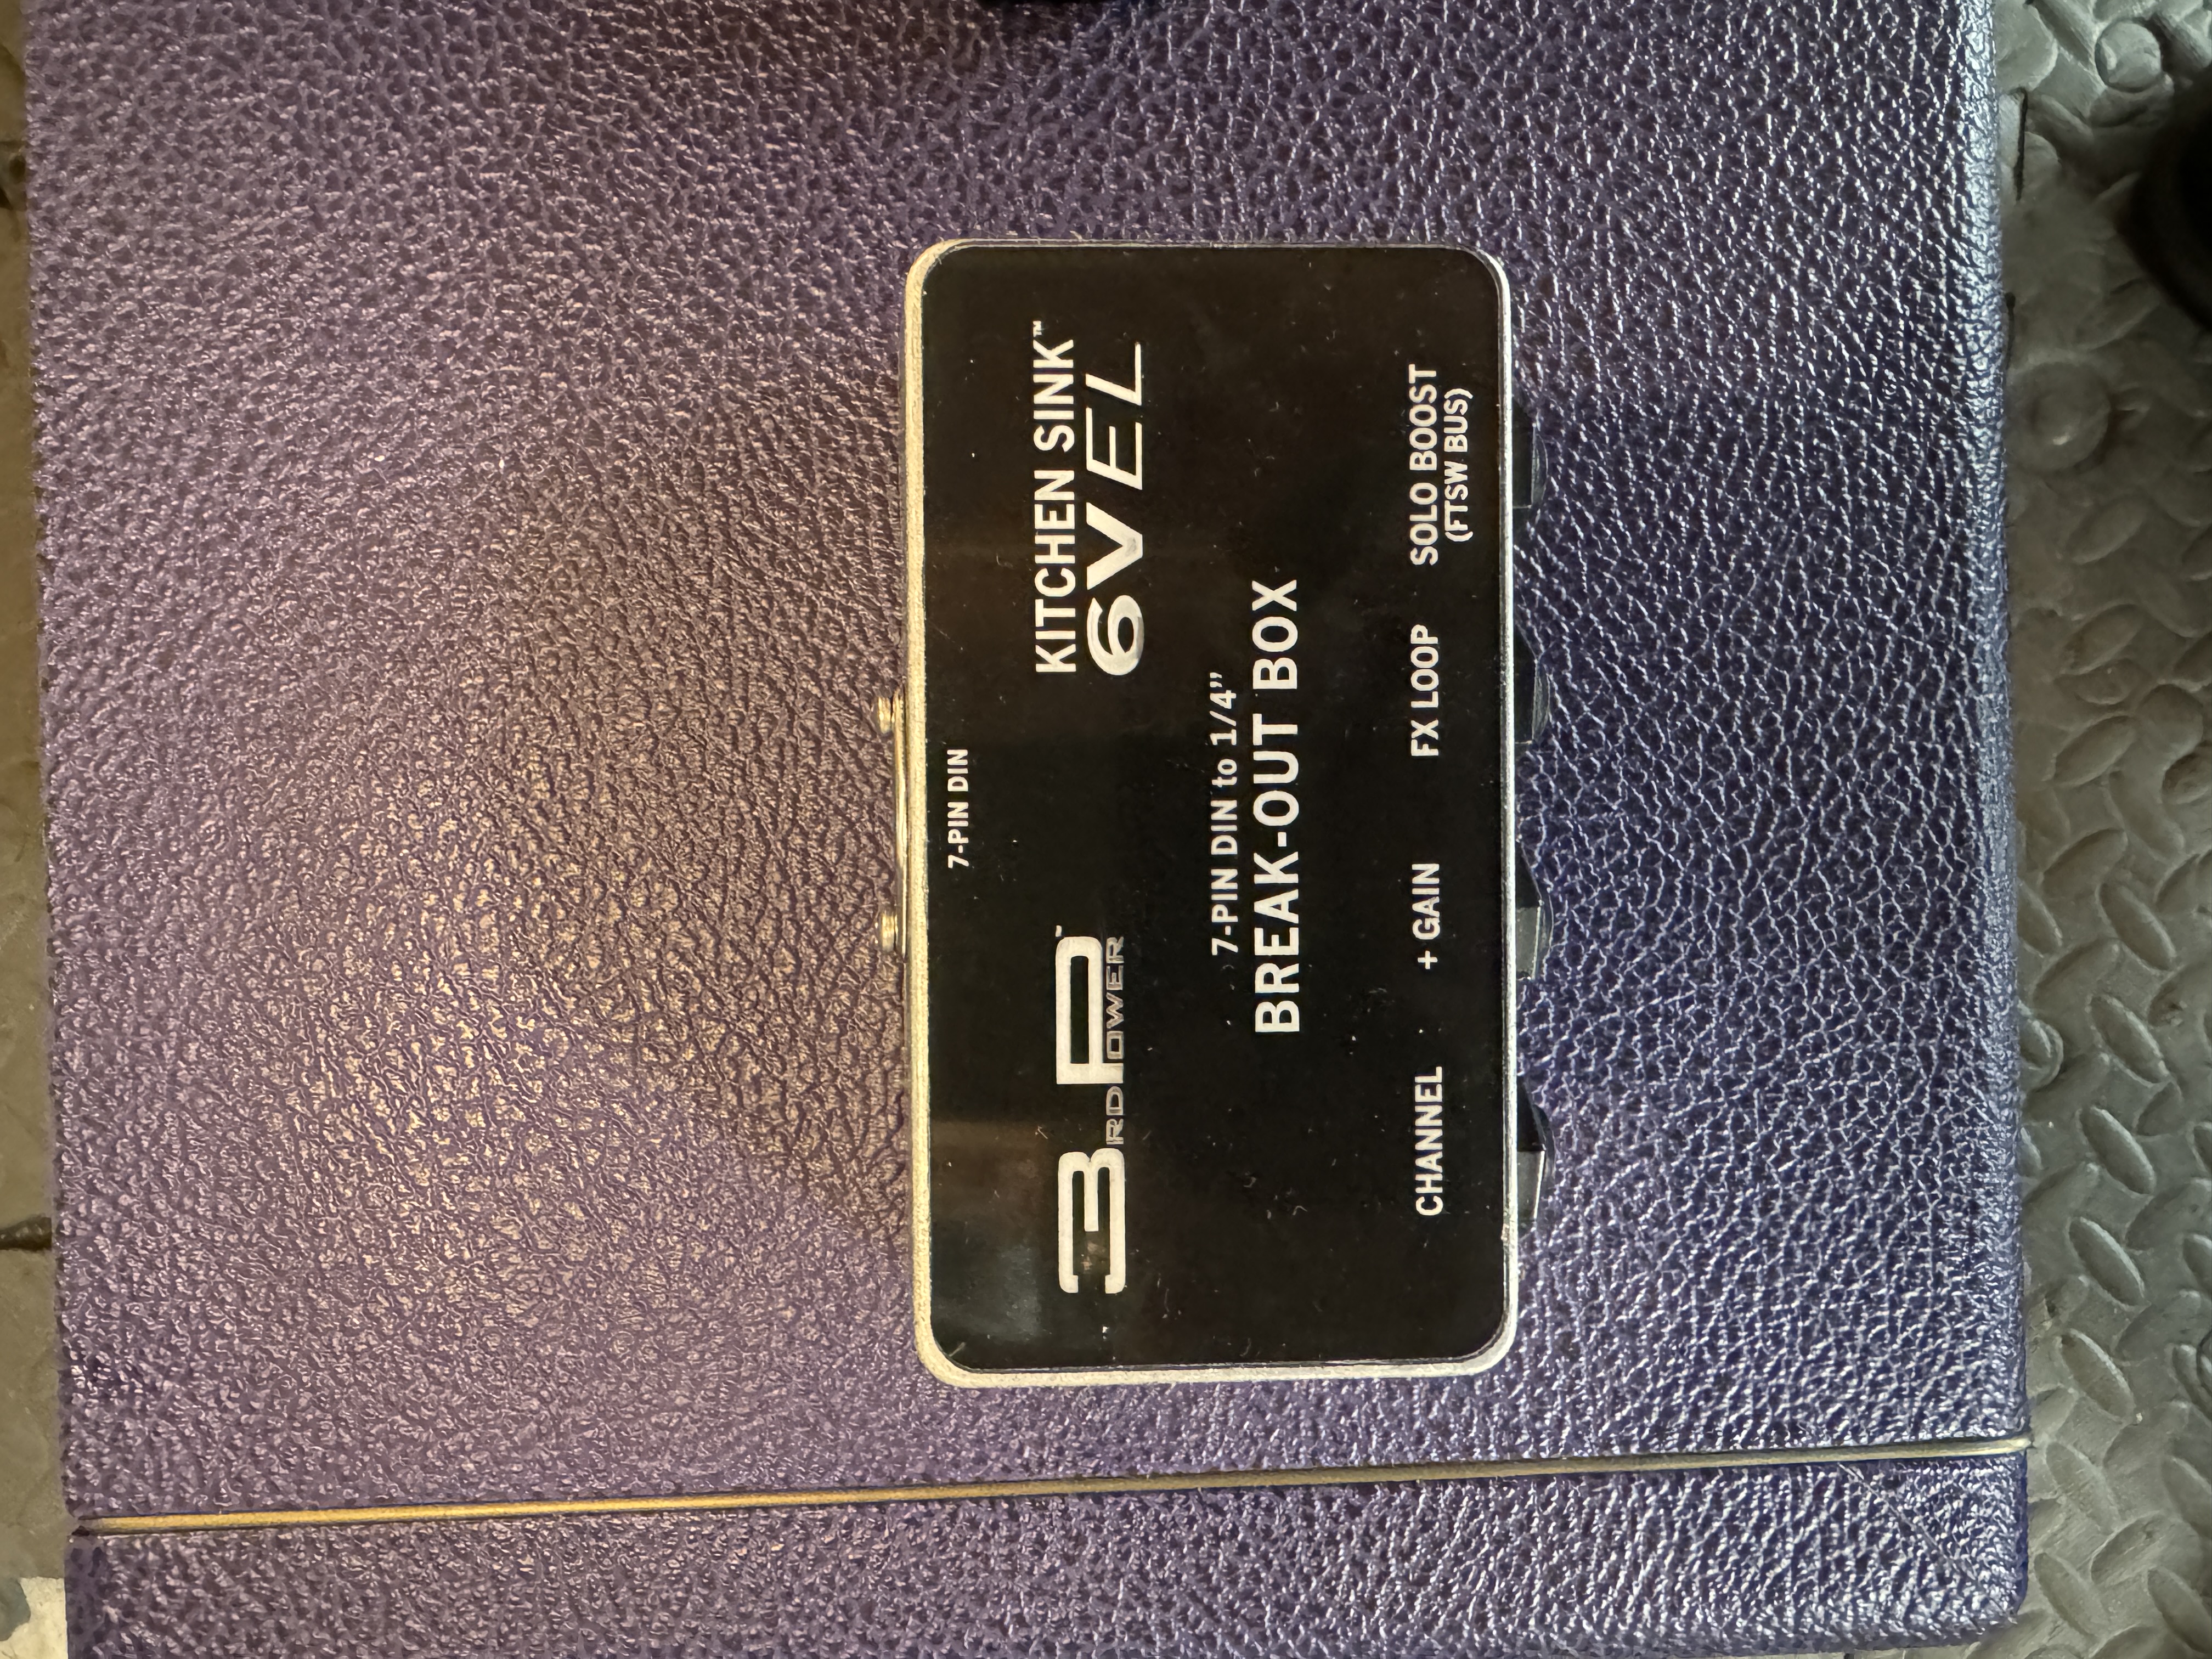 7-PIN DIN
3RD POWER™
KITCHEN SINK™
6VEL
7-PIN DIN to 1/4”
BREAK-OUT BOX
CHANNEL + GAIN FX LOOP SOLO BOOST
(FTSW BUS)